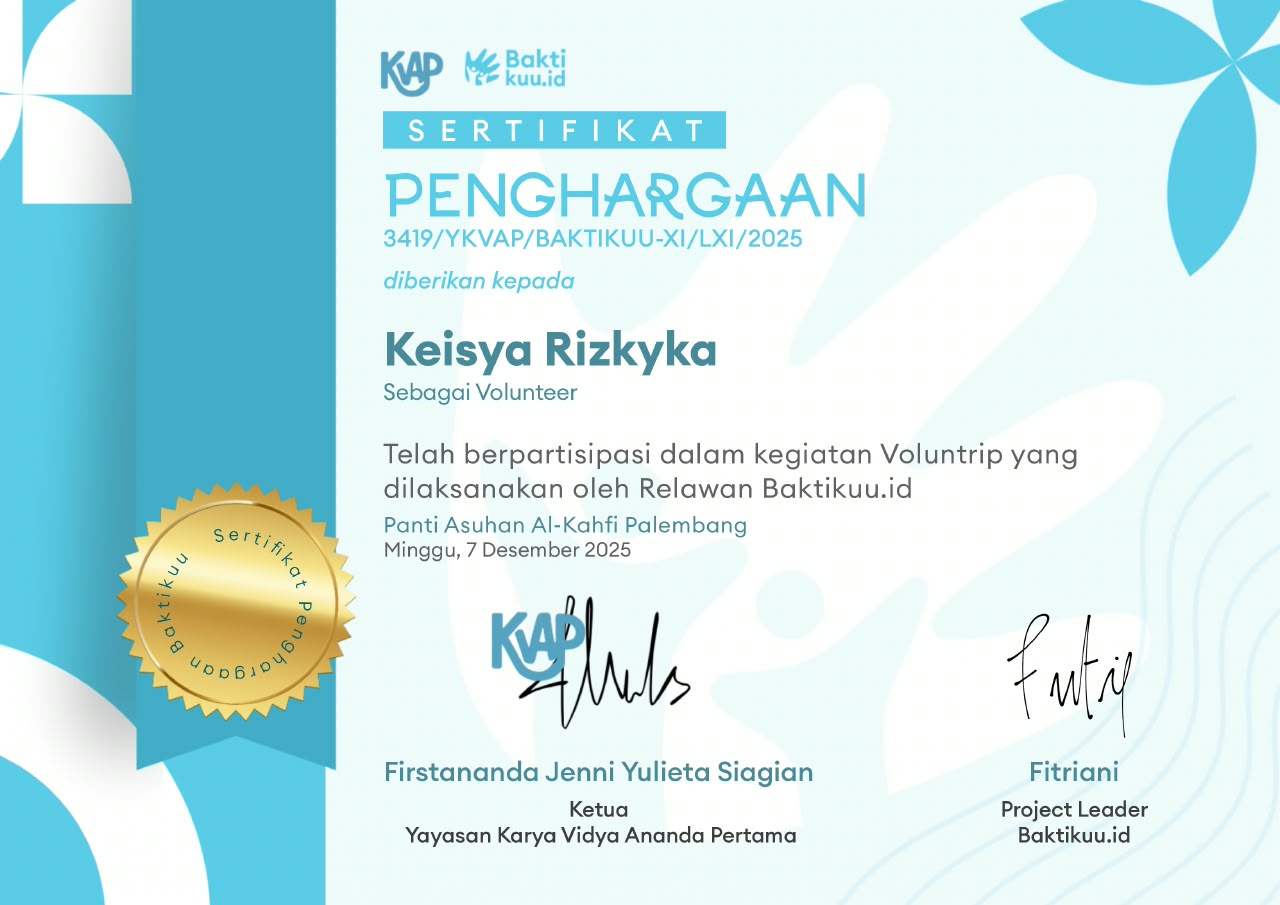 KVAP
Bakti
kuu.id
SERTIFIKAT
PENGHARGAAN
3419/YKVAP/BAKTIKUU-XI/LXI/2025
diberikan kepada
Keisya Rizkyka
Sebagai Volunteer
Telah berpartisipasi dalam kegiatan Voluntrip yang
dilaksanakan oleh Relawan Baktikuu.id
Panti Asuhan Al-Kahfi Palembang
Minggu, 7 Desember 2025
Sertifikat Penghargaan Baktikuu
KVAP
Firstananda Jenni Yulieta Siagian
Ketua
Yayasan Karya Vidya Ananda Pertama
Fitriani
Project Leader
Baktikuu.id